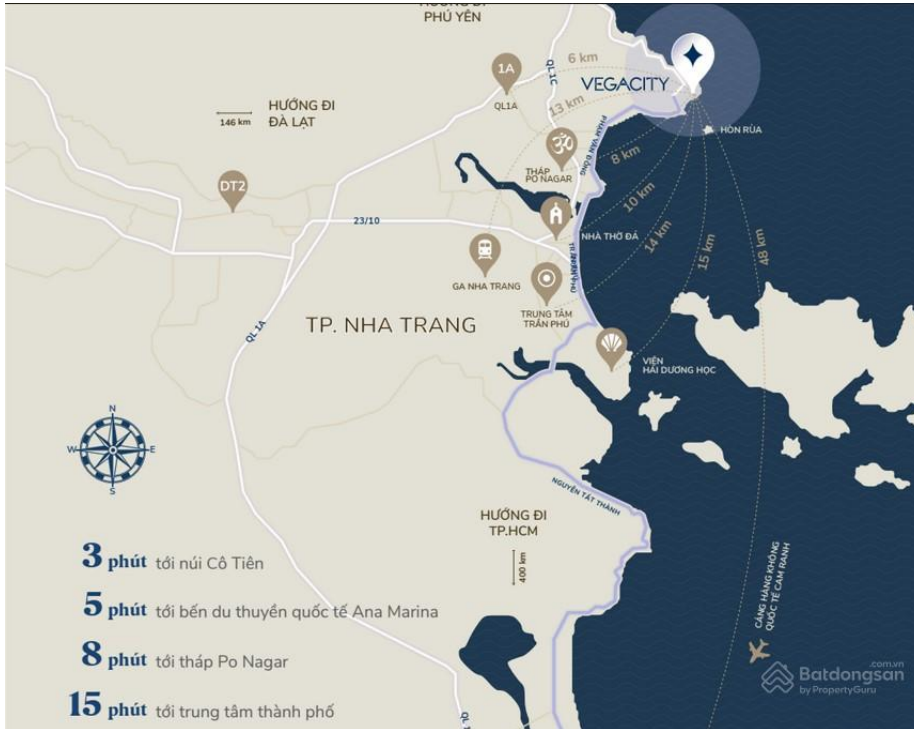 HƯỚNG ĐI
PHÚ YÊN
1A
QL1A
QL1C
6 km
VEGACITY
13 km
HÒN RÙA
HƯỚNG ĐI
ĐÀ LẠT
146 km
PHẠM VĂN ĐỒNG
THÁP
PO NAGAR
8 km
DT2
23/10
10 km
NHÀ THỜ ĐÁ
14 km
15 km
48 km
GA NHA TRANG
TRUNG TÂM
TRẦN PHÚ
QL 1A
TP. NHA TRANG
VIỆN
HẢI DƯƠNG HỌC
N
W
E
S
NGUYỄN TẤT THÀNH
HƯỚNG ĐI
TP.HCM
400 km
CẢNG HÀNG KHÔNG
QUỐC TẾ CAM RANH
3 phút tới núi Cô Tiên
5 phút tới bến du thuyền quốc tế Ana Marina
8 phút tới tháp Po Nagar
15 phút tới trung tâm thành phố
Batdongsan
.com.vn
by PropertyGuru